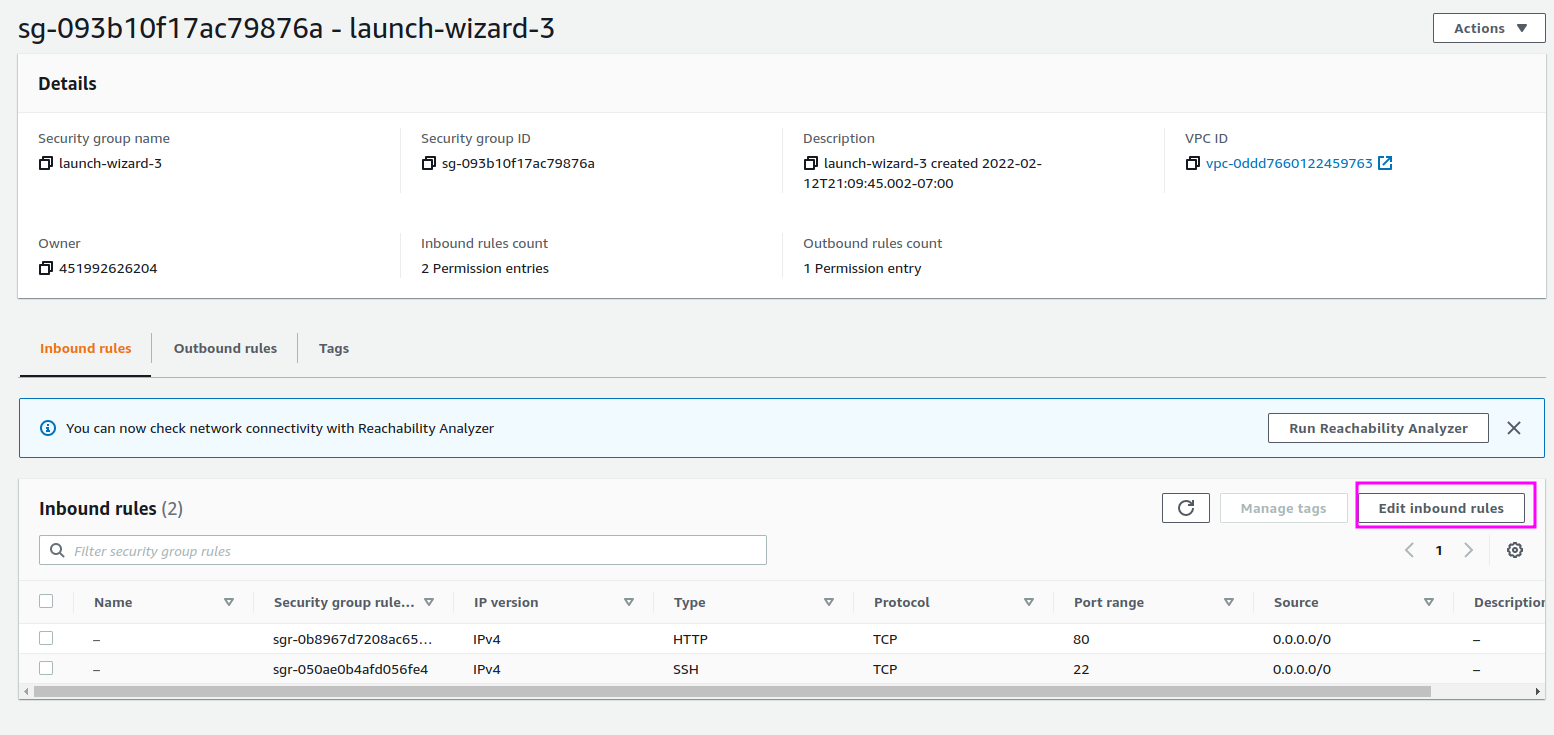 sg-093b10f17ac79876a - launch-wizard-3
Actions
Details
Security group name
launch-wizard-3
Security group ID
sg-093b10f17ac79876a
Description
launch-wizard-3 created 2022-02-
12T21:09:45.002-07:00
VPC ID
vpc-0ddd7660122459763
Owner
451992626204
Inbound rules count
2 Permission entries
Outbound rules count
1 Permission entry
Inbound rules Outbound rules Tags
You can now check network connectivity with Reachability Analyzer Run Reachability Analyzer
Inbound rules (2) Manage tags Edit inbound rules
Filter security group rules 1
Name Security group rule... IP version Type Protocol Port range Source Description
– sgr-0b8967d7208ac65... IPv4 HTTP TCP 80 0.0.0.0/0 –
– sgr-050ae0b4afd056fe4 IPv4 SSH TCP 22 0.0.0.0/0 –